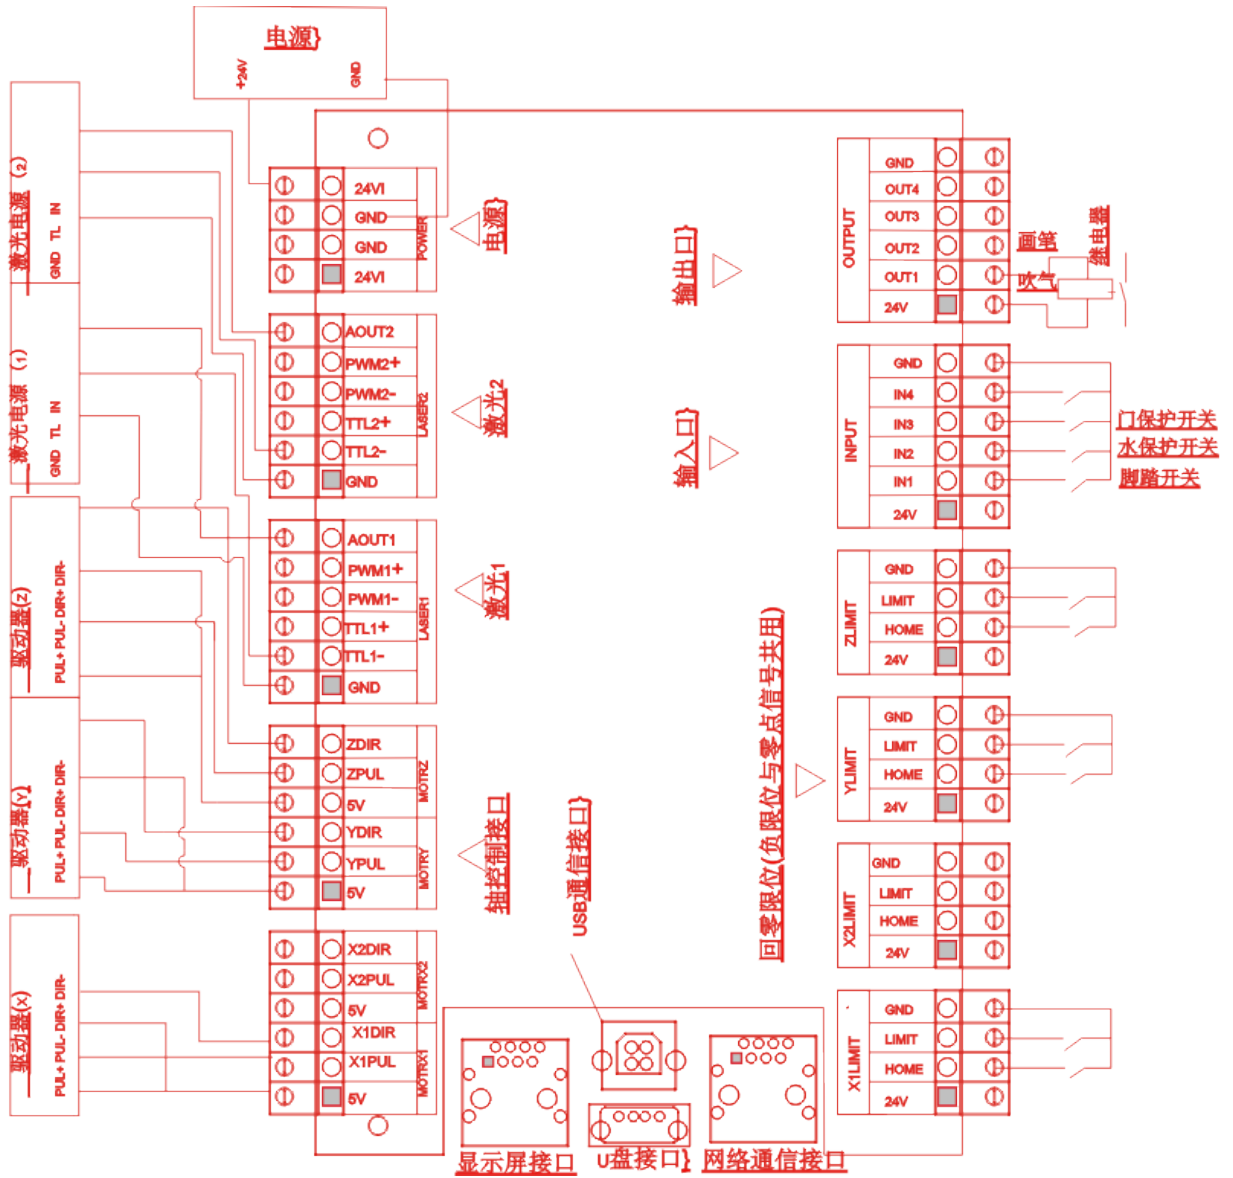 电源}
+24V
GND
激光电源（2）
GND TL IN
激光电源（1）
GND TL IN
驱动器(Z)
PUL+ PUL- DIR+ DIR-
驱动器(Y)
PUL+ PUL- DIR+ DIR-
驱动器(X)
PUL+ PUL- DIR+ DIR-
24VI
GND
GND
24VI
POWER
电源}
AOUT2
PWM2+
PWM2-
TTL2+
TTL2-
GND
LASER2
激光2
AOUT1
PWM1+
PWM1-
TTL1+
TTL1-
GND
LASER1
激光1
ZDIR
ZPUL
5V
MOTRZ
YDIR
YPUL
5V
MOTRY
轴控制接口
X2DIR
X2PUL
5V
MOTRX2
X1DIR
X1PUL
5V
MOTRX1
USB通信接口}
显示屏接口
U盘接口}
网络通信接口
输出口}
OUTPUT
GND
OUT4
OUT3
OUT2
OUT1
24V
画笔
吹气
继电器
输入口}
INPUT
GND
IN4
IN3
IN2
IN1
24V
门保护开关
水保护开关
脚踏开关
回零限位(负限位与零点信号共用)
ZLIMIT
GND
LIMIT
HOME
24V
YLIMIT
GND
LIMIT
HOME
24V
X2LIMIT
GND
LIMIT
HOME
24V
X1LIMIT
GND
LIMIT
HOME
24V